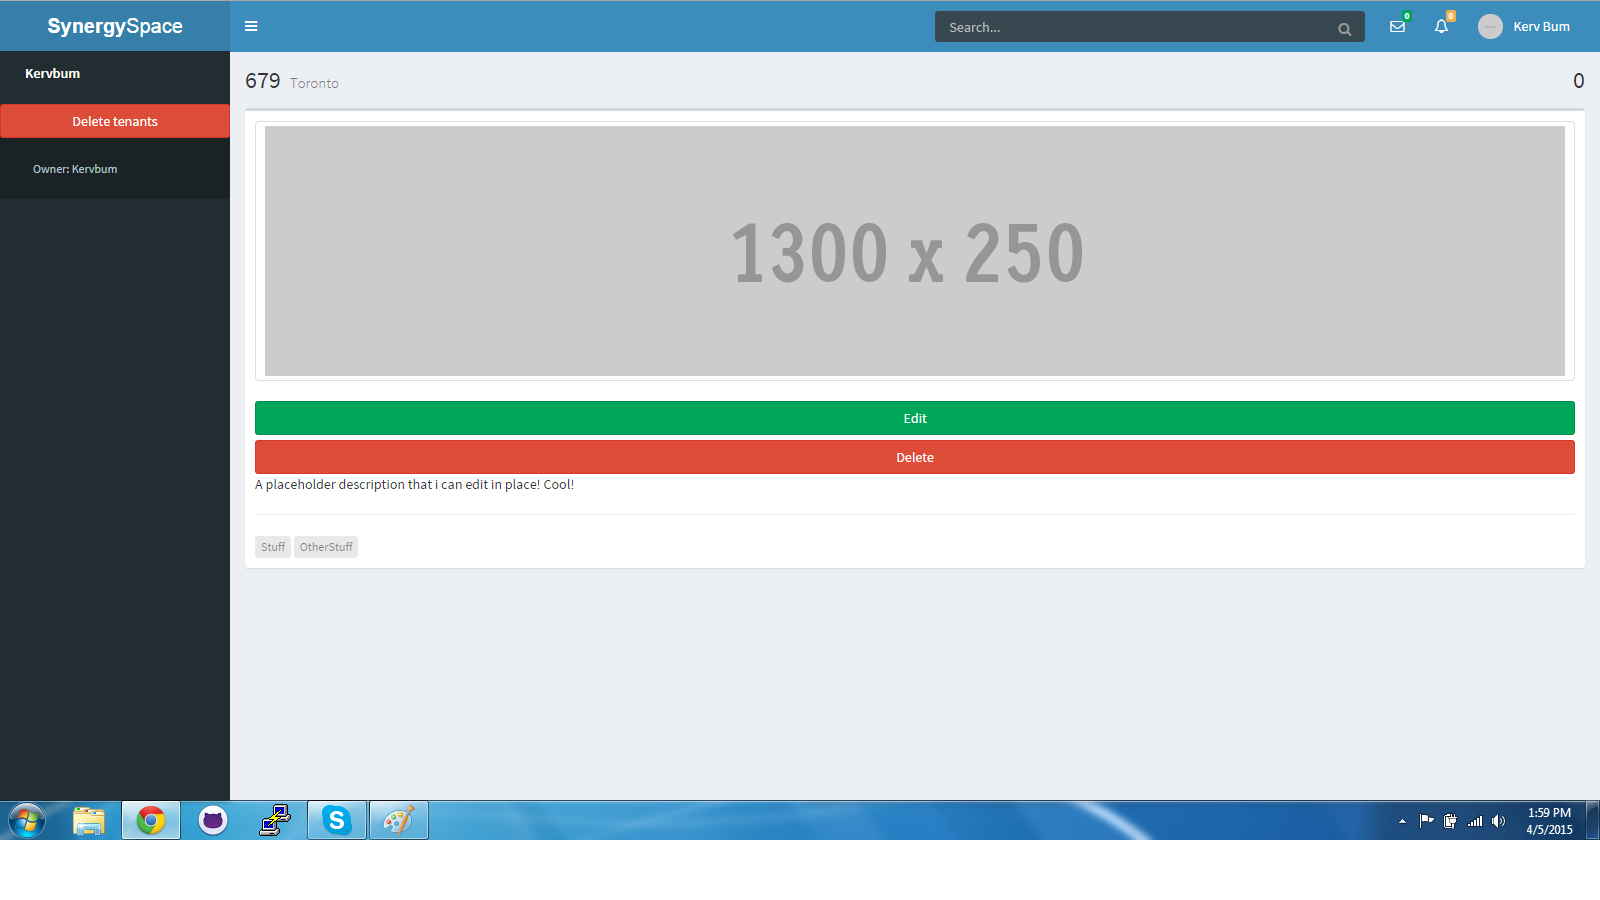 SynergySpace
Search...
0
0
Kerv Bum
Kervbum
Delete tenants
Owner: Kervbum
679 Toronto
0
1300 x 250
Edit
Delete
A placeholder description that i can edit in place! Cool!
Stuff OtherStuff
1:59 PM
4/5/2015